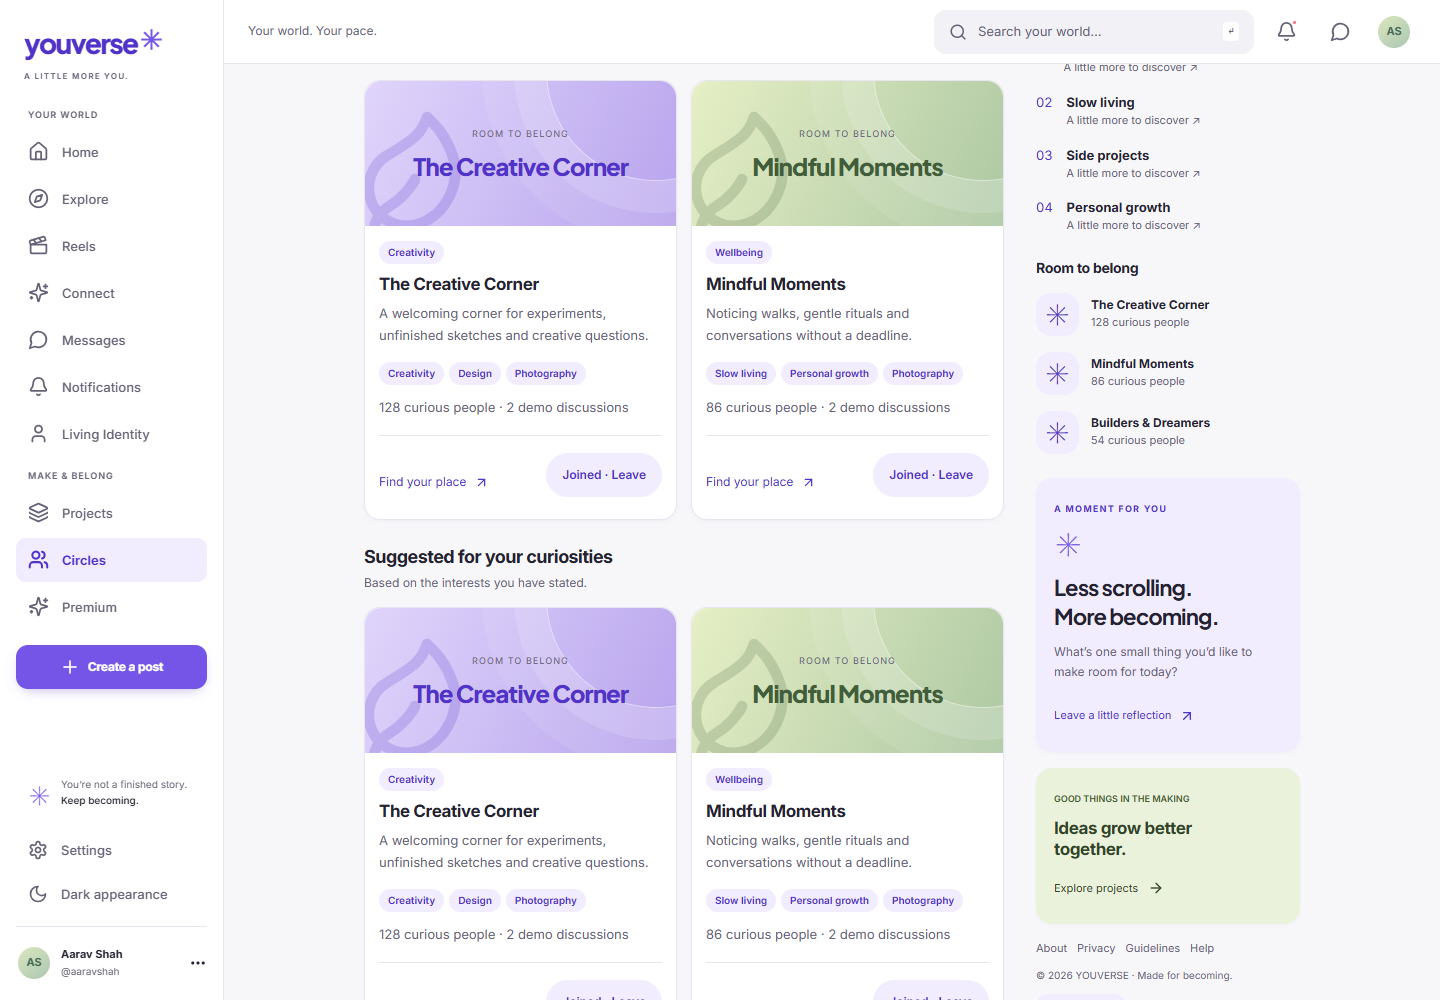 youverse
A LITTLE MORE YOU.
YOUR WORLD
Home
Explore
Reels
Connect
Messages
Notifications
Living Identity
MAKE & BELONG
Projects
Circles
Premium
Create a post
You're not a finished story.
Keep becoming.
Settings
Dark appearance
AS
Aarav Shah
@aaravshah
Your world. Your pace.
Search your world...
AS
ROOM TO BELONG
The Creative Corner
Creativity
The Creative Corner
A welcoming corner for experiments,
unfinished sketches and creative questions.
Creativity Design Photography
128 curious people · 2 demo discussions
Find your place
Joined · Leave
ROOM TO BELONG
Mindful Moments
Wellbeing
Mindful Moments
Noticing walks, gentle rituals and
conversations without a deadline.
Slow living Personal growth Photography
86 curious people · 2 demo discussions
Find your place
Joined · Leave
Suggested for your curiosities
Based on the interests you have stated.
ROOM TO BELONG
The Creative Corner
Creativity
The Creative Corner
A welcoming corner for experiments,
unfinished sketches and creative questions.
Creativity Design Photography
128 curious people · 2 demo discussions
Joined · Leave
ROOM TO BELONG
Mindful Moments
Wellbeing
Mindful Moments
Noticing walks, gentle rituals and
conversations without a deadline.
Slow living Personal growth Photography
86 curious people · 2 demo discussions
Joined · Leave
A little more to discover ↗
02 Slow living
A little more to discover ↗
03 Side projects
A little more to discover ↗
04 Personal growth
A little more to discover ↗
Room to belong
The Creative Corner
128 curious people
Mindful Moments
86 curious people
Builders & Dreamers
54 curious people
A MOMENT FOR YOU
Less scrolling.
More becoming.
What's one small thing you'd like to
make room for today?
Leave a little reflection
GOOD THINGS IN THE MAKING
Ideas grow better
together.
Explore projects
About Privacy Guidelines Help
© 2026 YOUVERSE · Made for becoming.